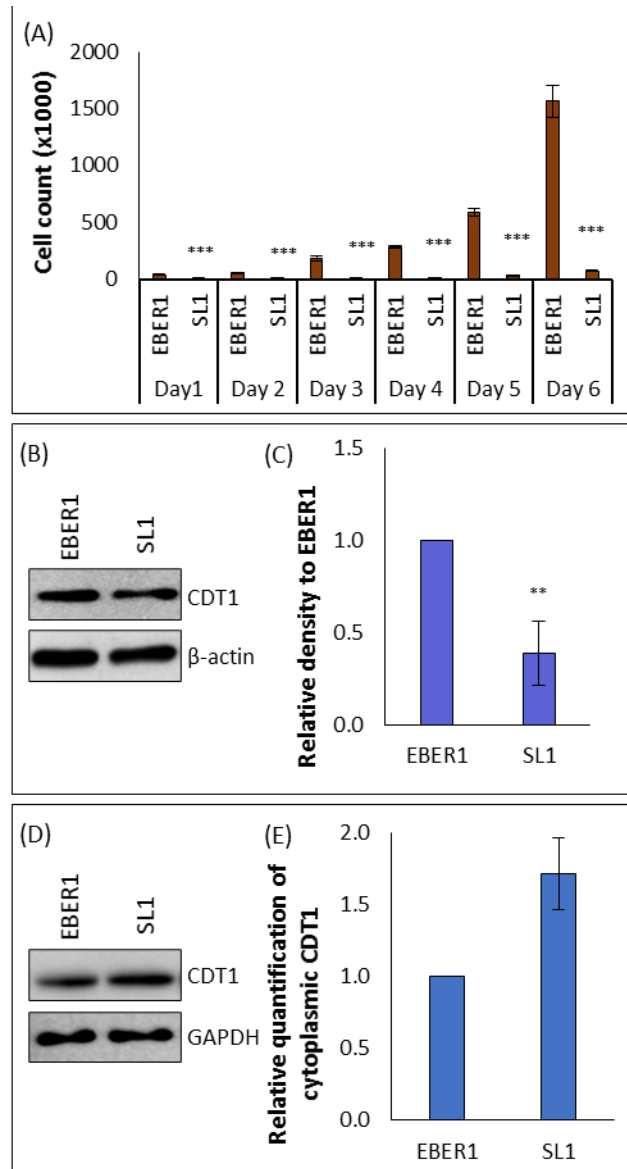 (A)
Cell count (x1000)
2000
1500
1000
500
0
*** *** *** *** *** ***
EBER1 SL1 EBER1 SL1 EBER1 SL1 EBER1 SL1 EBER1 SL1 EBER1 SL1
Day1 Day 2 Day 3 Day 4 Day 5 Day 6
(B)
EBER1 SL1
CDT1
β-actin
(C)
Relative density to EBER1
1.5
1.0
0.5
0.0
**
EBER1 SL1
(D)
EBER1 SL1
CDT1
GAPDH
(E)
Relative quantification of
cytoplasmic CDT1
2.0
1.5
1.0
0.5
0.0
EBER1 SL1